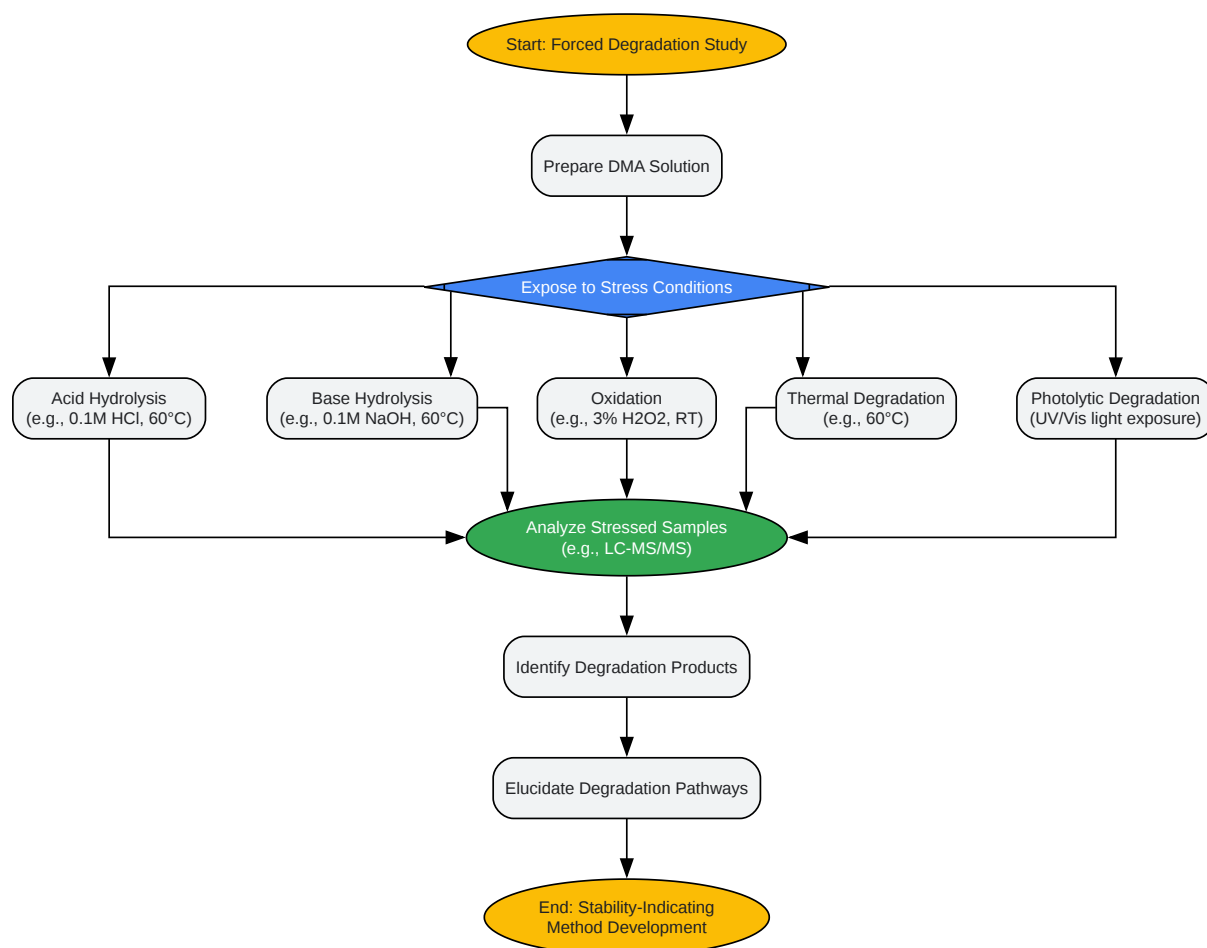 Start: Forced Degradation Study
Prepare DMA Solution
Expose to Stress Conditions
Acid Hydrolysis
(e.g., 0.1M HCl, 60°C)
Base Hydrolysis
(e.g., 0.1M NaOH, 60°C)
Oxidation
(e.g., 3% H2O2, RT)
Thermal Degradation
(e.g., 60°C)
Photolytic Degradation
(UV/Vis light exposure)
Analyze Stressed Samples
(e.g., LC-MS/MS)
Identify Degradation Products
Elucidate Degradation Pathways
End: Stability-Indicating
Method Development